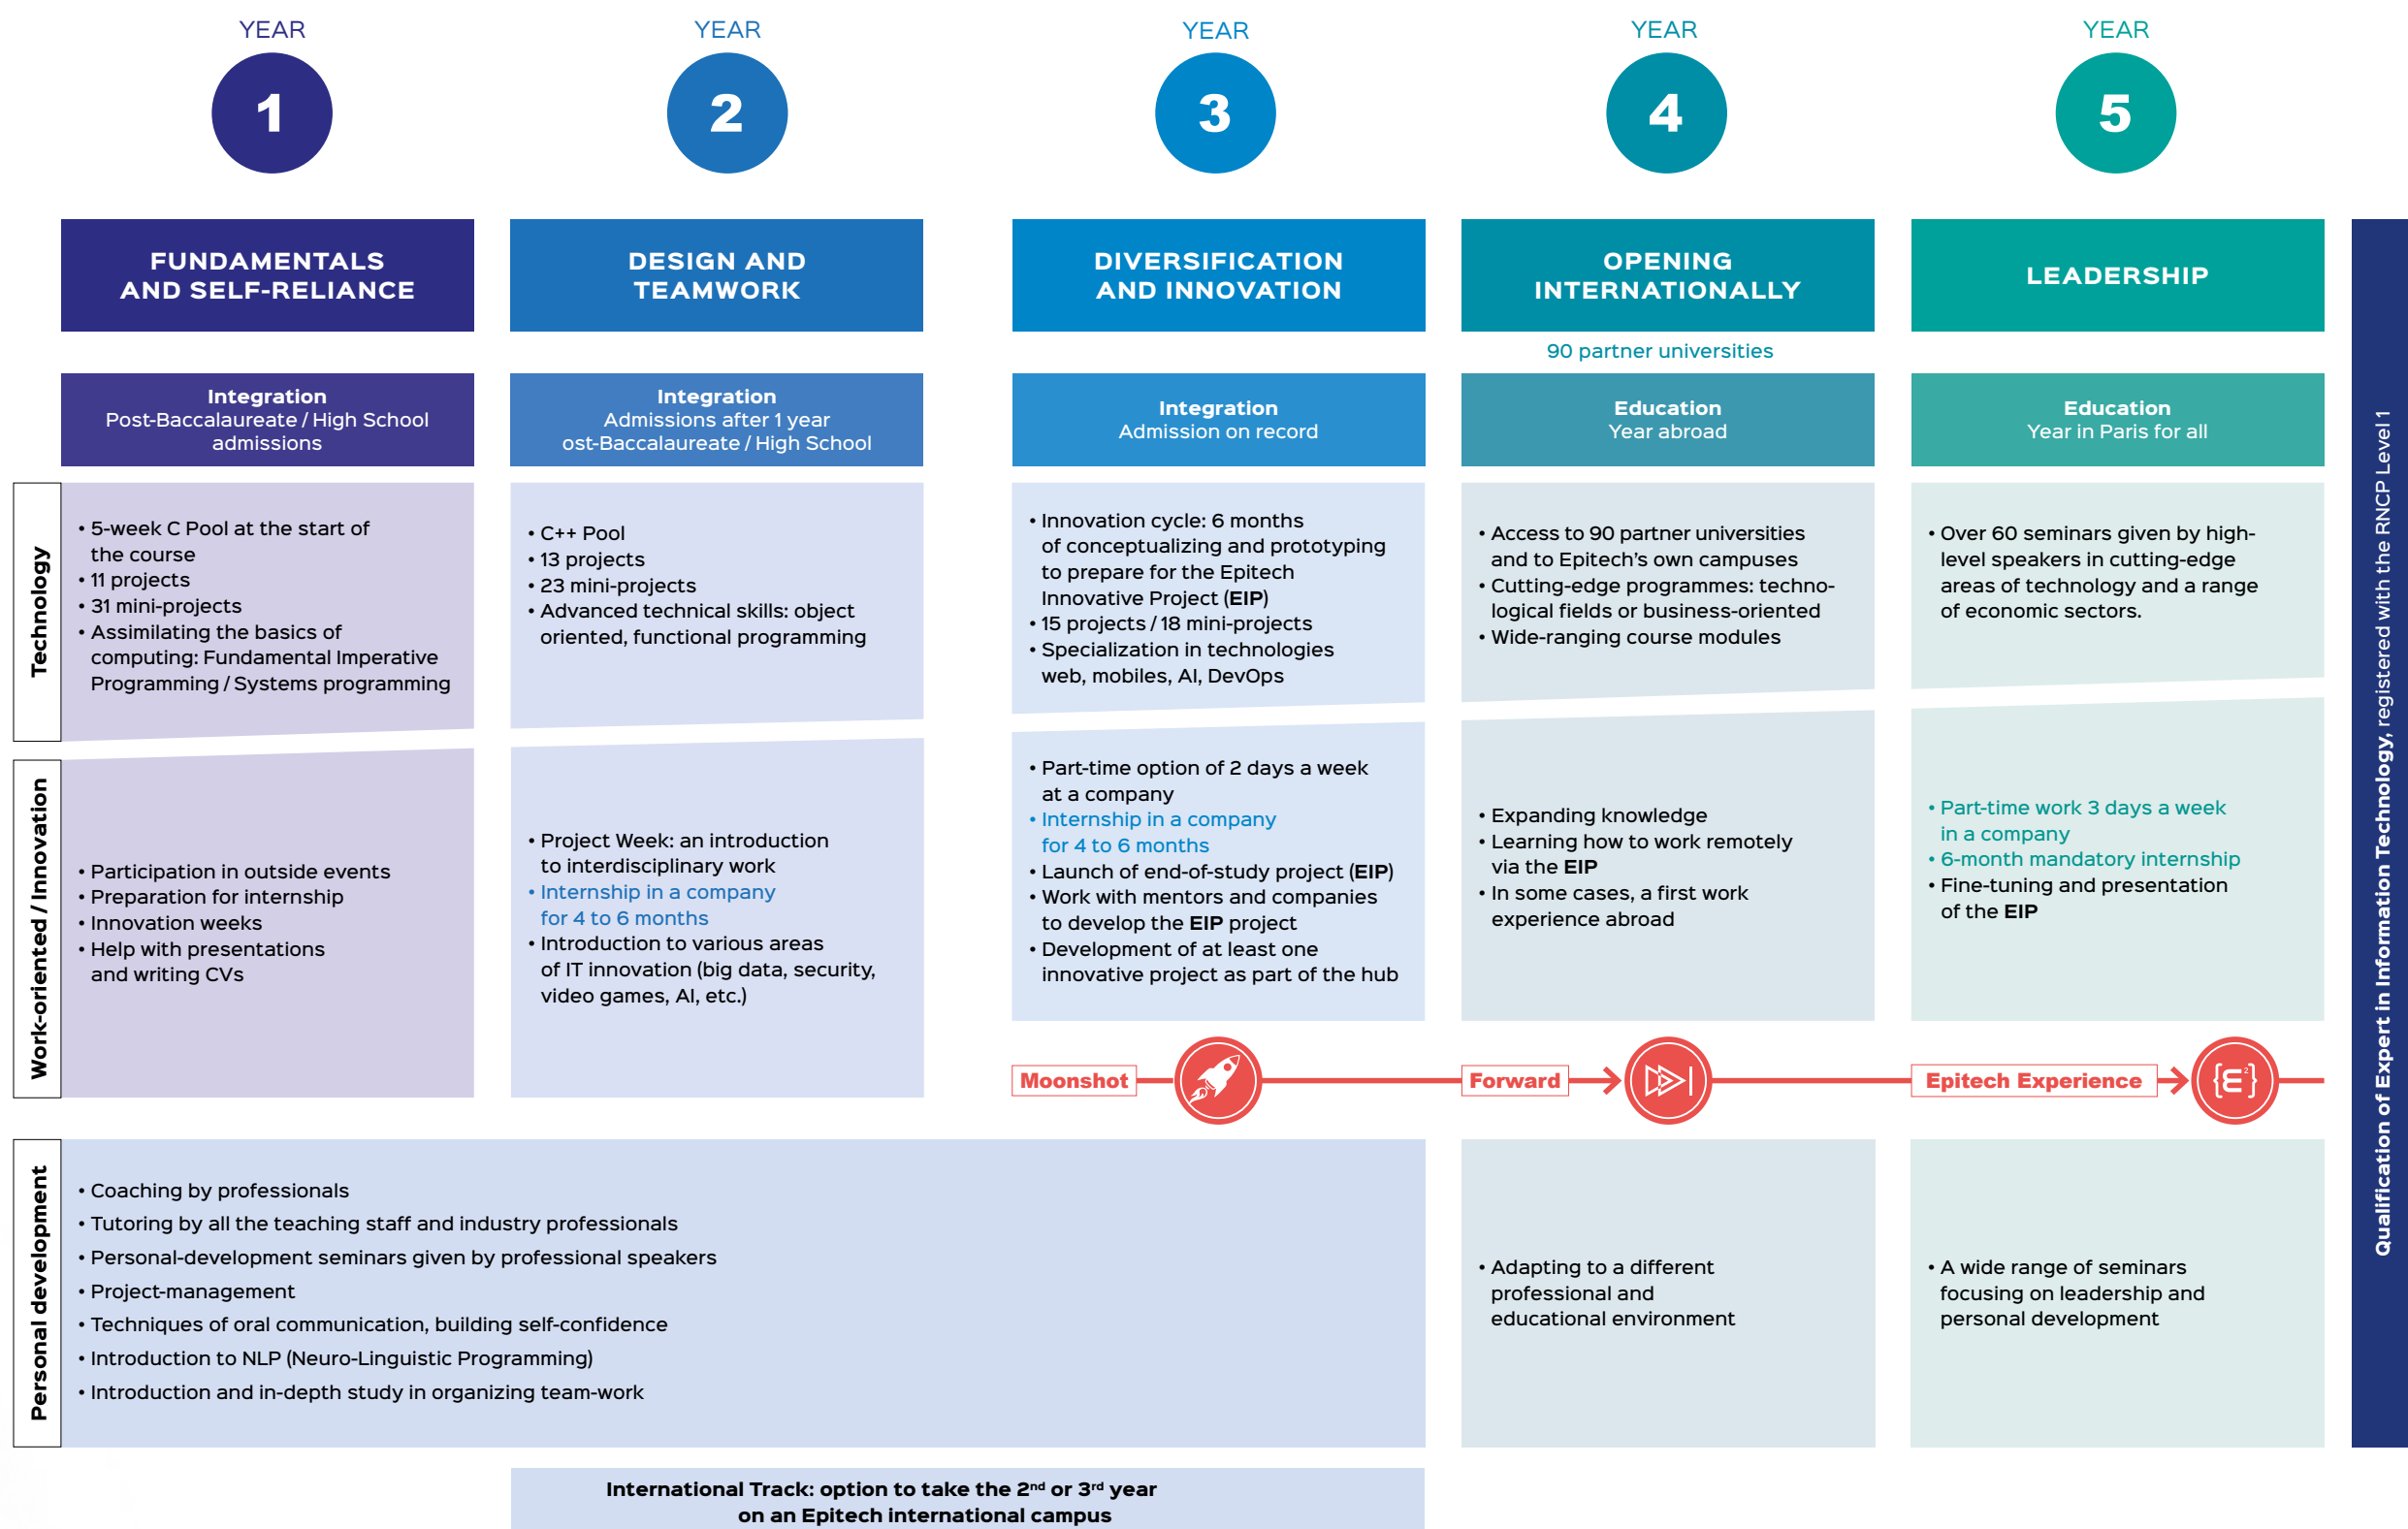 YEAR
1
YEAR
2
YEAR
3
YEAR
4
YEAR
5
FUNDAMENTALS
AND SELF-RELIANCE
DESIGN AND
TEAMWORK
DIVERSIFICATION
AND INNOVATION
OPENING
INTERNATIONALLY
LEADERSHIP
90 partner universities
Integration
Post-Baccalaureate / High School
admissions
Integration
Admissions after 1 year
ost-Baccalaureate / High School
Integration
Admission on record
Education
Year abroad
Education
Year in Paris for all
Technology
• 5-week C Pool at the start of
the course
• 11 projects
• 31 mini-projects
• Assimilating the basics of
computing: Fundamental Imperative
Programming / Systems programming
• C++ Pool
• 13 projects
• 23 mini-projects
• Advanced technical skills: object
oriented, functional programming
• Innovation cycle: 6 months
of conceptualizing and prototyping
to prepare for the Epitech
Innovative Project (EIP)
• 15 projects / 18 mini-projects
• Specialization in technologies
web, mobiles, AI, DevOps
• Access to 90 partner universities
and to Epitech’s own campuses
• Cutting-edge programmes: techno-
logical fields or business-oriented
• Wide-ranging course modules
• Over 60 seminars given by high-
level speakers in cutting-edge
areas of technology and a range
of economic sectors.
Work-oriented / Innovation
• Participation in outside events
• Preparation for internship
• Innovation weeks
• Help with presentations
and writing CVs
• Project Week: an introduction
to interdisciplinary work
• Internship in a company
for 4 to 6 months
• Introduction to various areas
of IT innovation (big data, security,
video games, AI, etc.)
• Part-time option of 2 days a week
at a company
• Internship in a company
for 4 to 6 months
• Launch of end-of-study project (EIP)
• Work with mentors and companies
to develop the EIP project
• Development of at least one
innovative project as part of the hub
• Expanding knowledge
• Learning how to work remotely
via the EIP
• In some cases, a first work
experience abroad
• Part-time work 3 days a week
in a company
• 6-month mandatory internship
• Fine-tuning and presentation
of the EIP
Moonshot
Forward
Epitech Experience
{E²}
Personal development
• Coaching by professionals
• Tutoring by all the teaching staff and industry professionals
• Personal-development seminars given by professional speakers
• Project-management
• Techniques of oral communication, building self-confidence
• Introduction to NLP (Neuro-Linguistic Programming)
• Introduction and in-depth study in organizing team-work
• Adapting to a different
professional and
educational environment
• A wide range of seminars
focusing on leadership and
personal development
International Track: option to take the 2nd or 3rd year
on an Epitech international campus
Qualification of Expert in Information Technology, registered with the RNCP Level 1